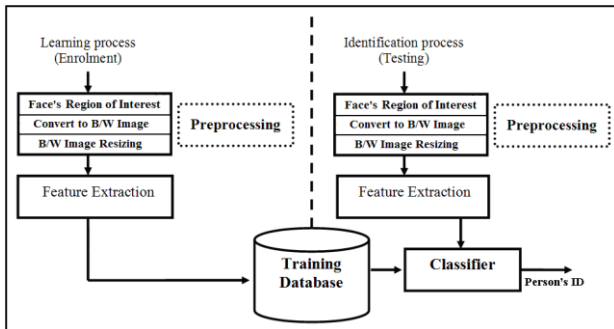 Learning process
(Enrolment)
Face's Region of Interest
Convert to B/W Image
B/W Image Resizing
Preprocessing
Feature Extraction
Identification process
(Testing)
Face's Region of Interest
Convert to B/W Image
B/W Image Resizing
Preprocessing
Feature Extraction
Training
Database
Classifier
Person's ID